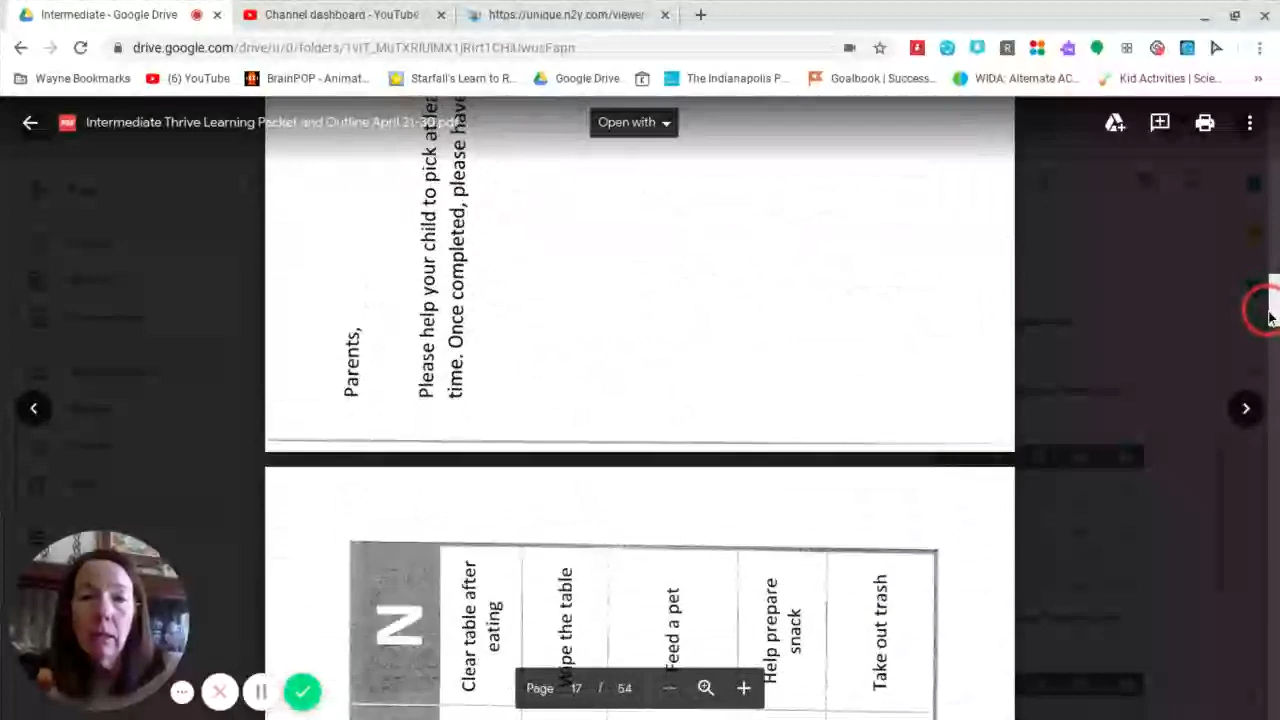 Intermediate - Google Drive
Channel dashboard - YouTube
https://unique.n2y.com/viewer
Wayne Bookmarks
(6) YouTube
BrainPOP - Animat...
Starfall's Learn to R...
Google Drive
The Indianapolis P...
Goalbook | Success...
WIDA: Alternate AC...
Kid Activities | Scie...
»
Intermediate Thrive Learning Packet and Outline April 21-30.pdf
Open with
Parents,
Please help your child to pick at
time. Once completed, please have
N
Clear table after
eating
Wipe the table
Feed a pet
Help prepare
snack
Take out trash
Page 17 / 54